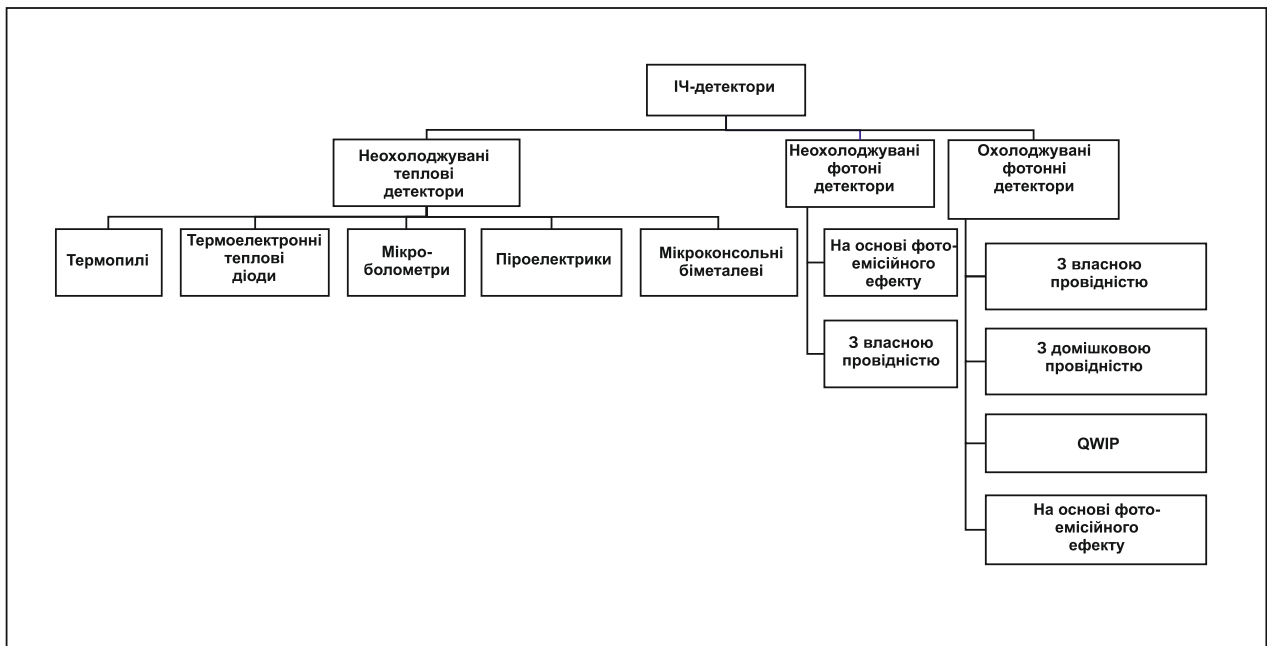 ІЧ-детектори
Неохолоджувані
теплові
детектори
Неохолоджувані
фотоні
детектори
Охолоджувані
фотонні
детектори
Термопилі
Термоелектронні
теплові
діоди
Мікро-
болометри
Піроелектрики
Мікроконсольні
біметалеві
На основі фото-
емісійного
ефекту
З власною
провідністю
З власною
провідністю
З домішковою
провідністю
QWIP
На основі фото-
емісійного
ефекту